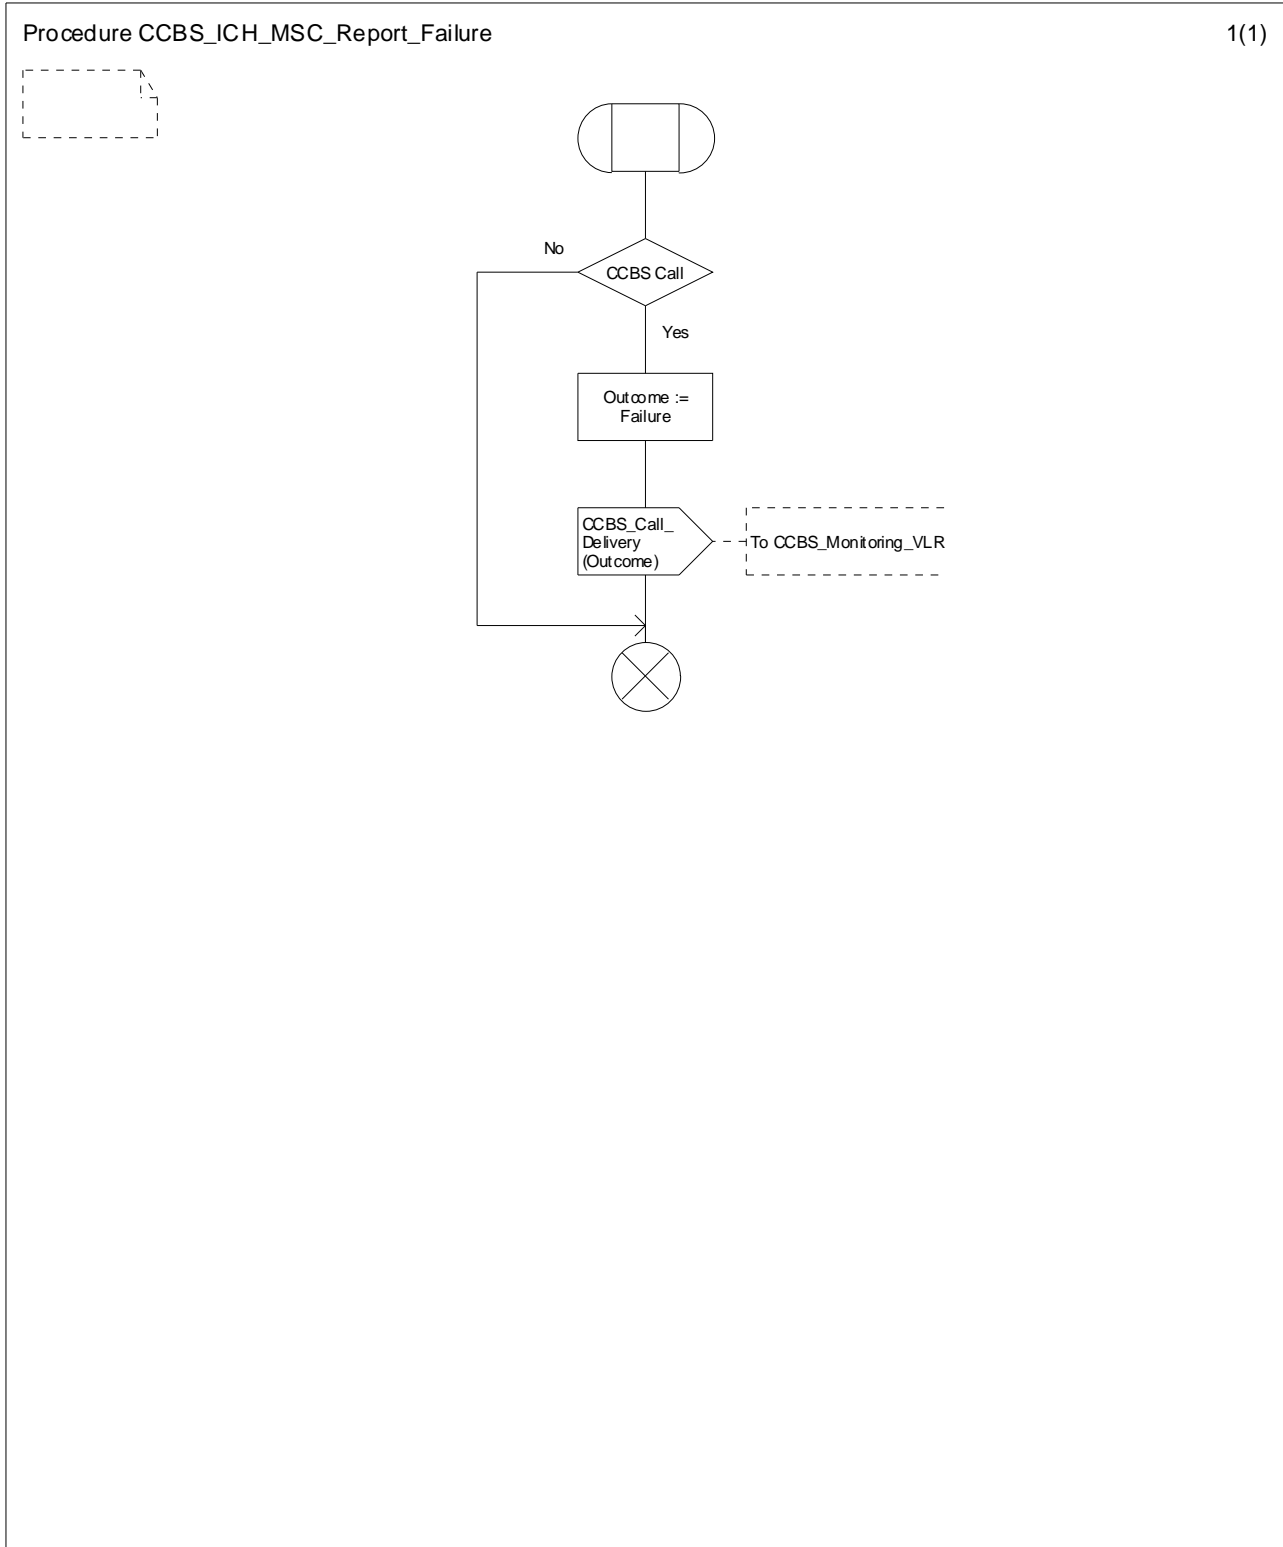 Procedure CCBS_ICH_MSC_Report_Failure
1(1)
No
CCBS Call
Yes
Outcome :=
Failure
CCBS_Call_
Delivery
(Outcome)
To CCBS_Monitoring_VLR